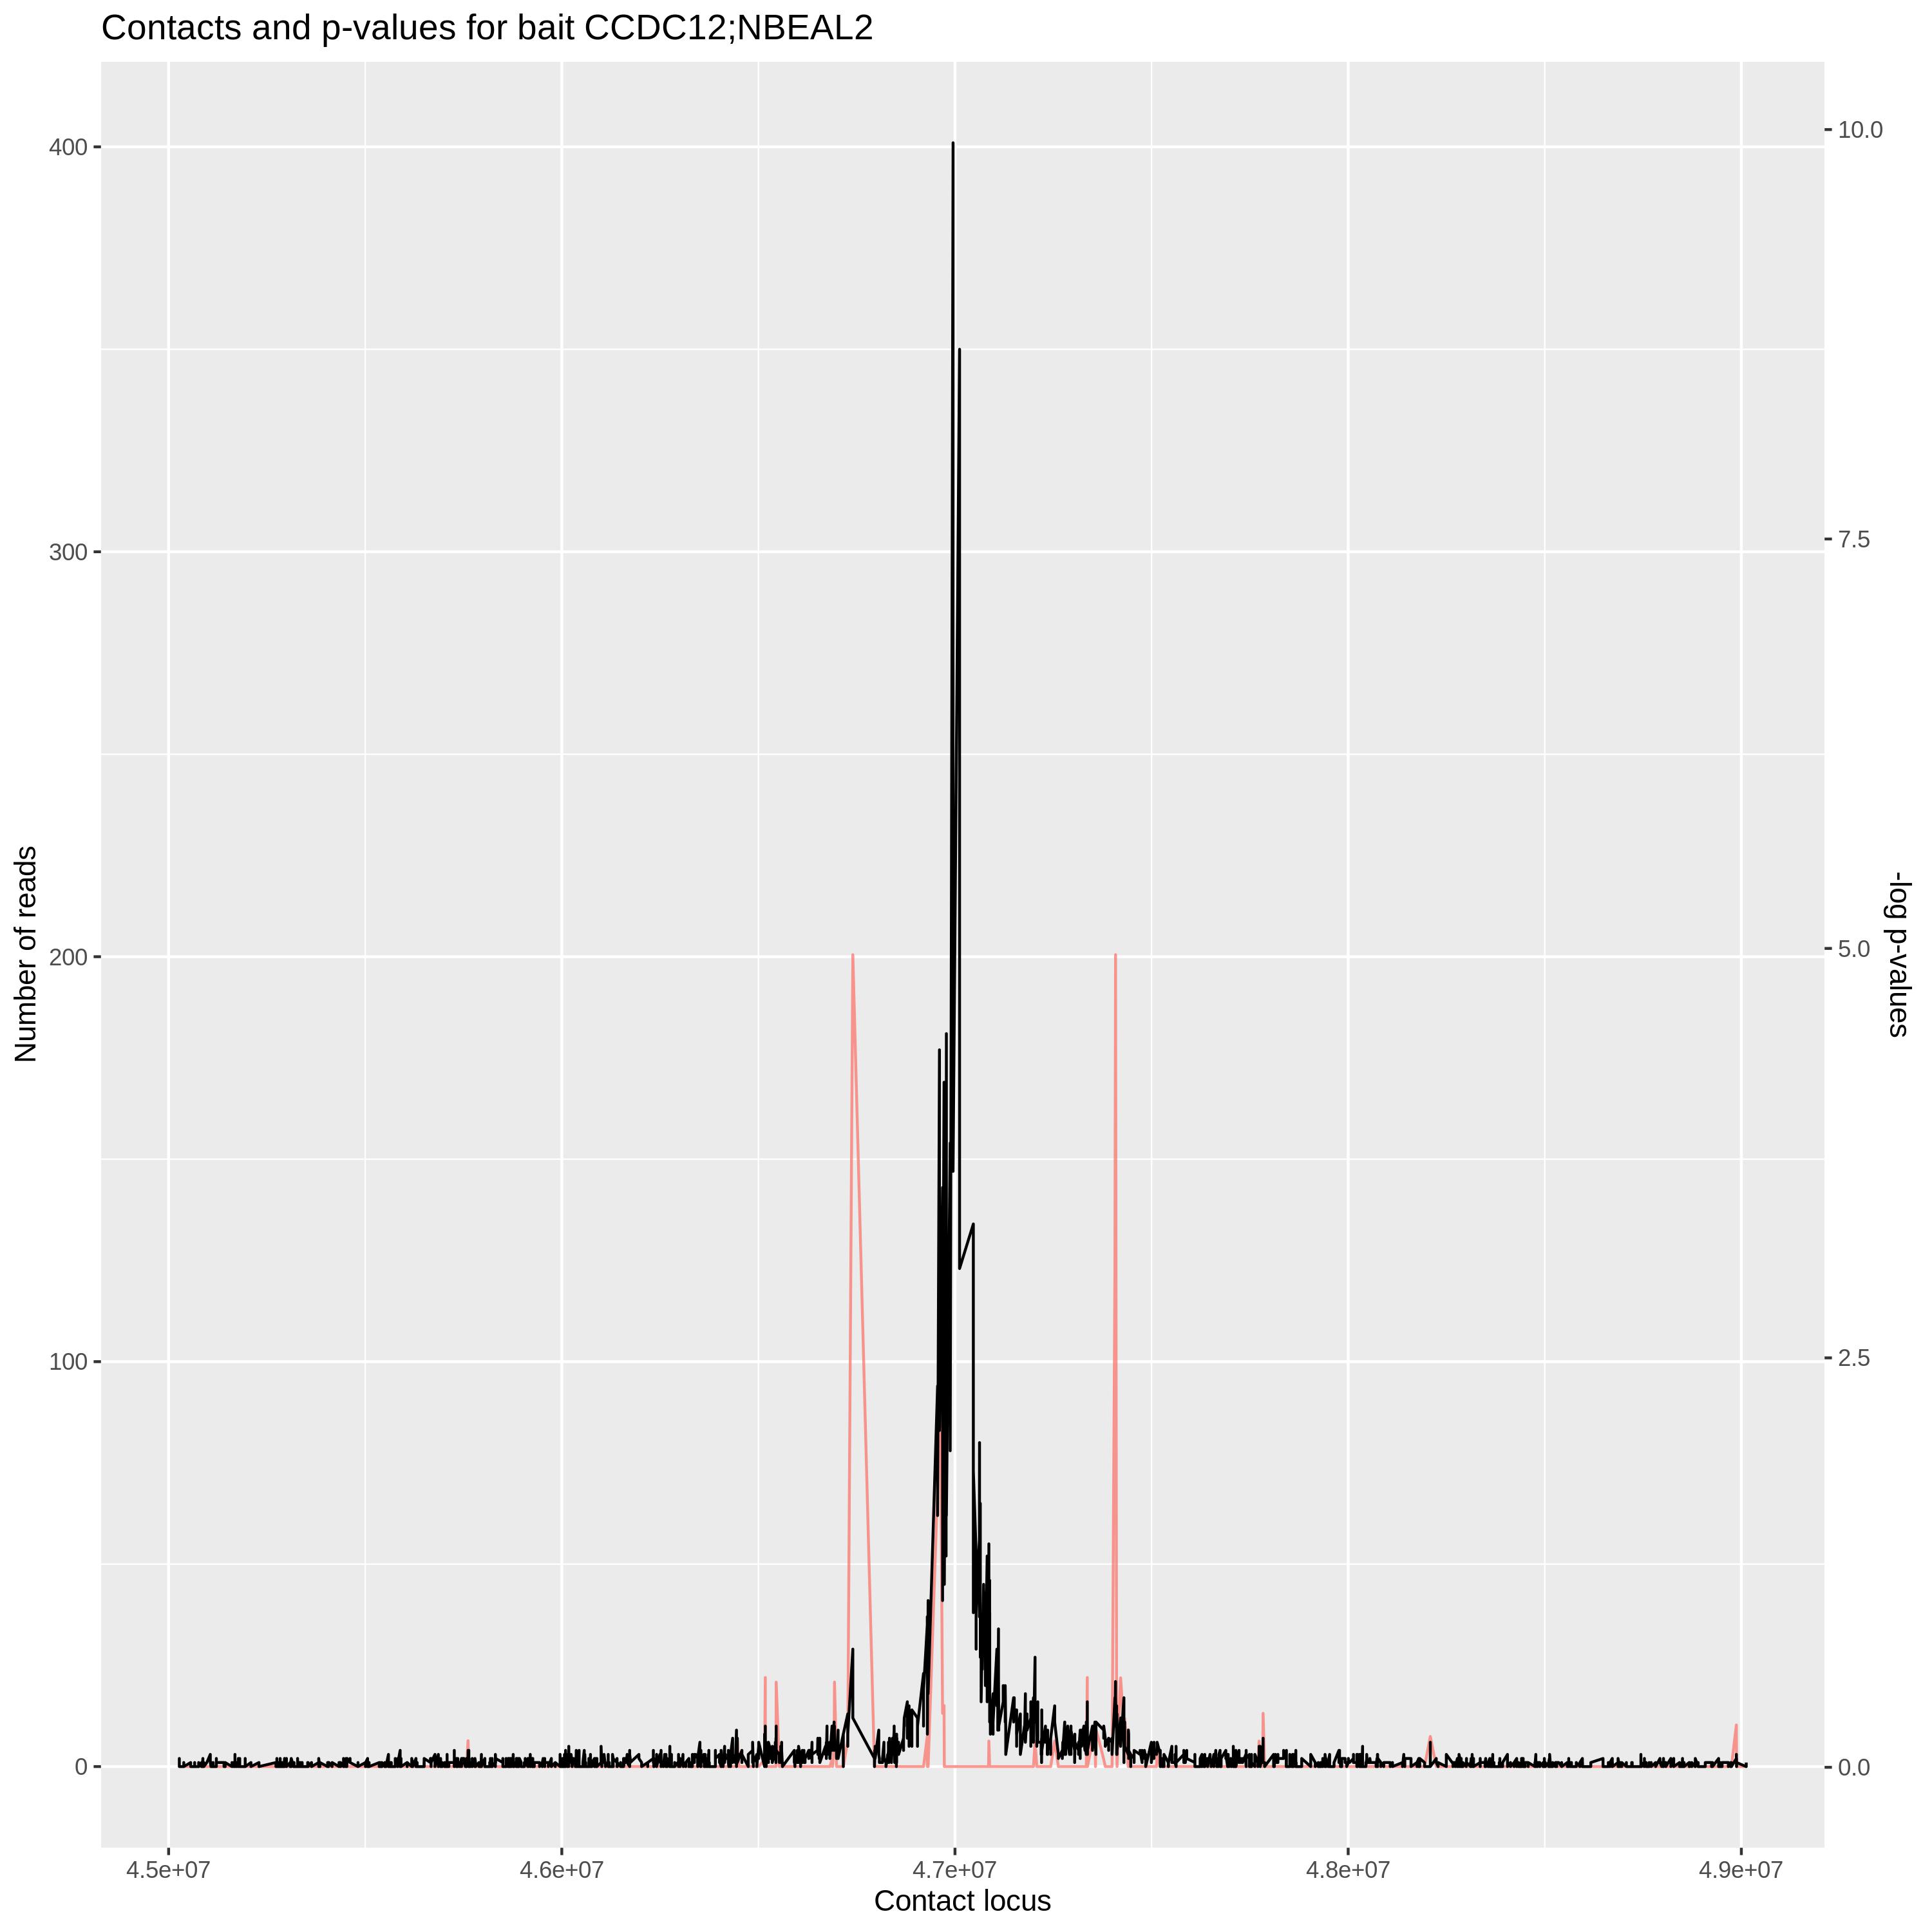 Contacts and p-values for bait CCDC12;NBEAL2
400
300
200
100
0
Number of reads
10.0
7.5
5.0
2.5
0.0
-log p-values
4.5e+07
4.6e+07
4.7e+07
4.8e+07
4.9e+07
Contact locus